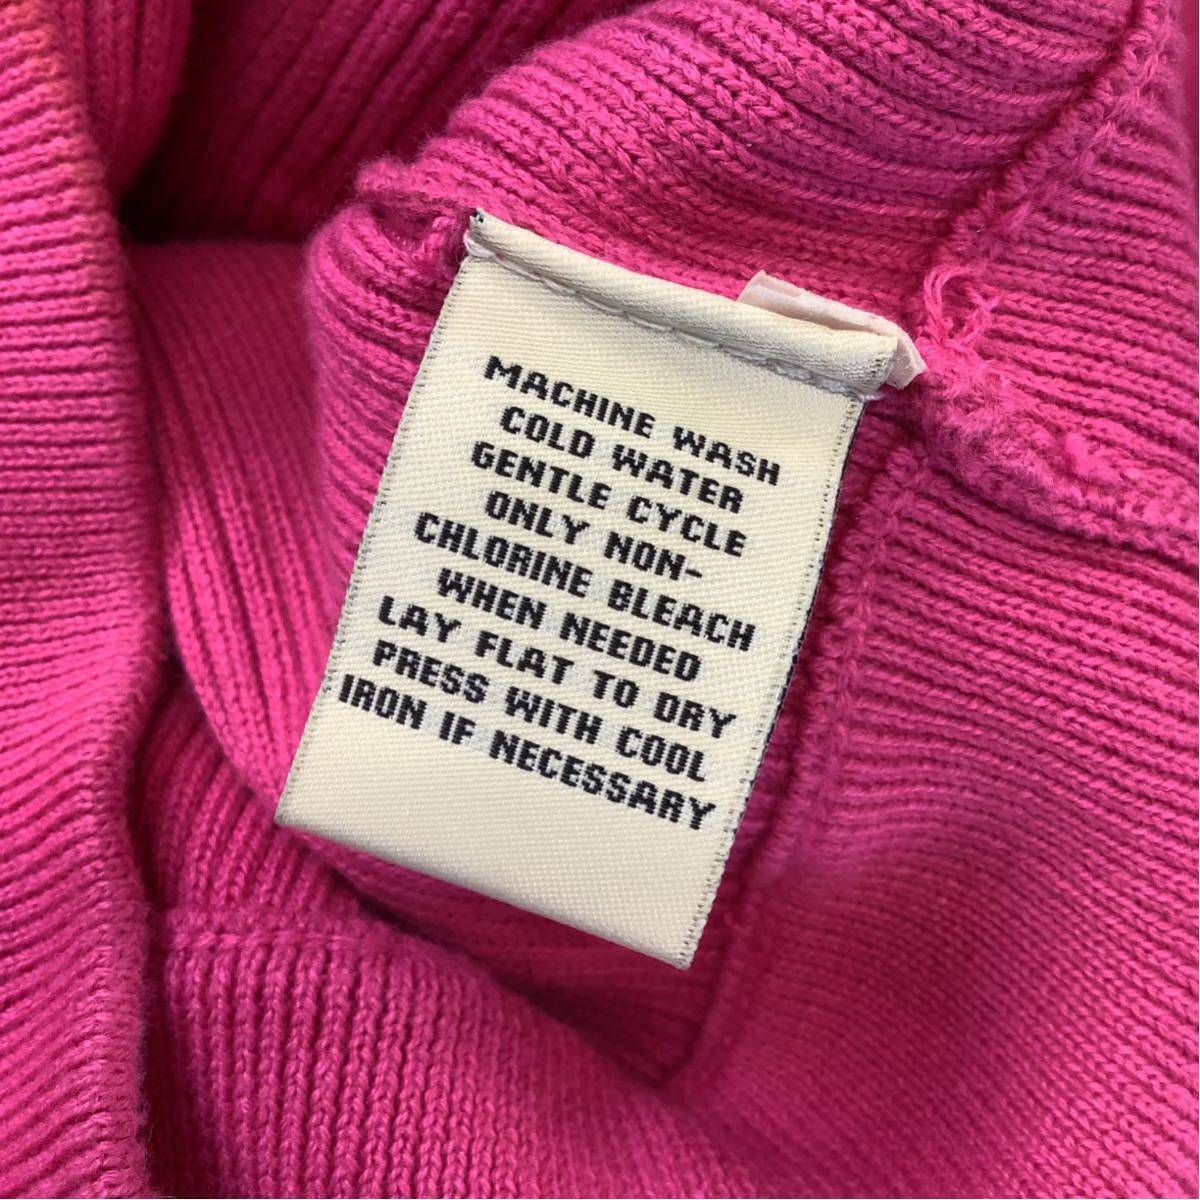 MACHINE WASH
COLD WATER
GENTLE CYCLE
ONLY NON-
CHLORINE BLEACH
WHEN NEEDED
LAY FLAT TO DRY
PRESS WITH COOL
IRON IF NECESSARY